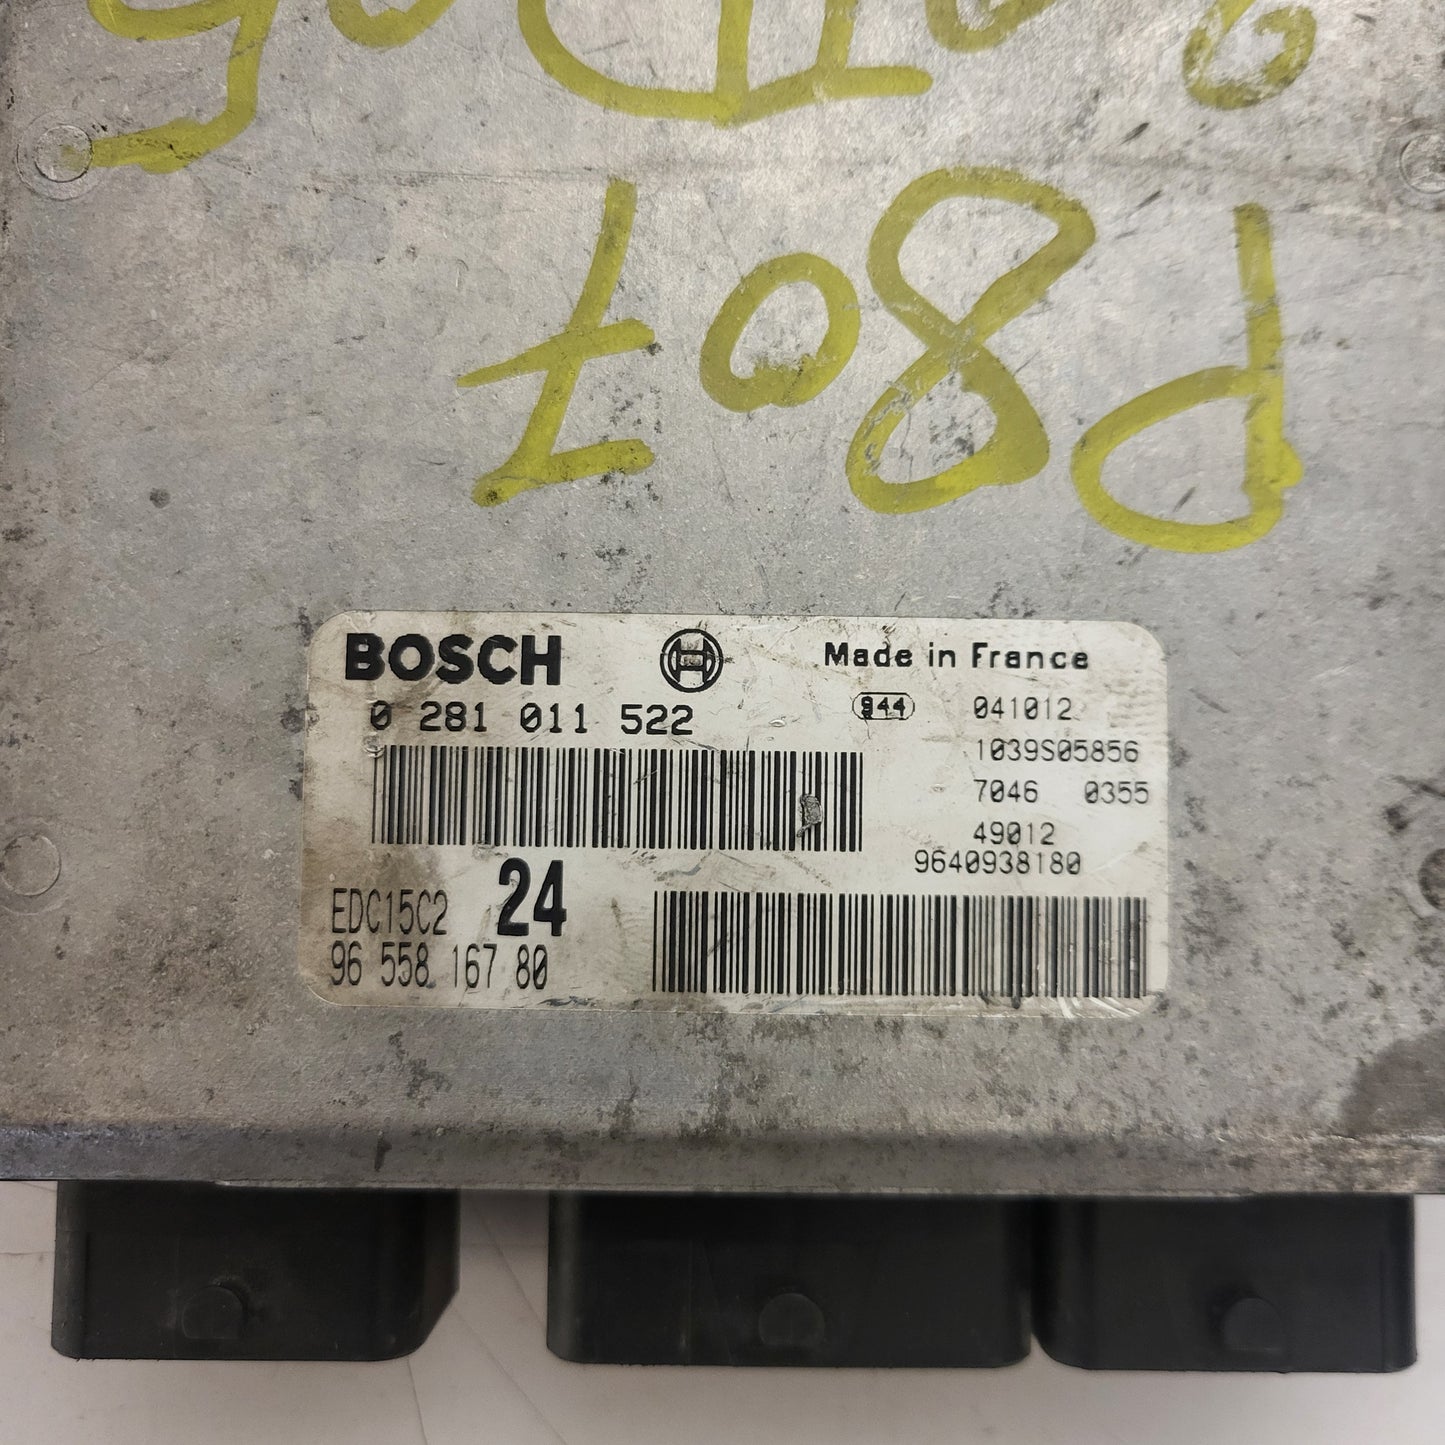 P807
BOSCH
Made in France
0 281 011 522
944
041012
1039S05856
7046 0355
49012
9640938180
EDC15C2 24
96 558 167 80